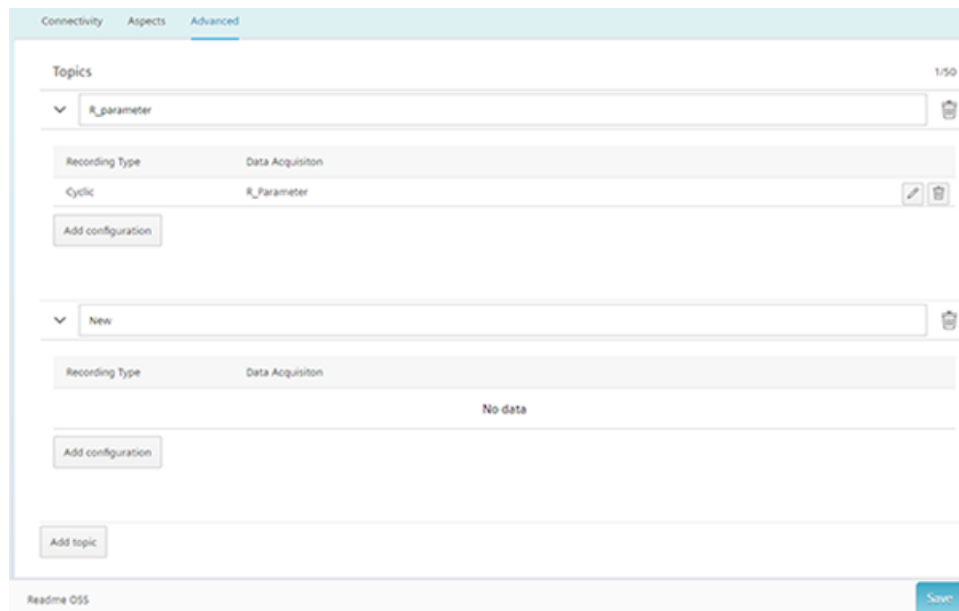 Connectivity Aspects Advanced
Topics 1/50
R_parameter
Recording Type Data Acquisiton
Cyclic R_Parameter
Add configuration
New
Recording Type Data Acquisiton
No data
Add configuration
Add topic
Readme OSS Save